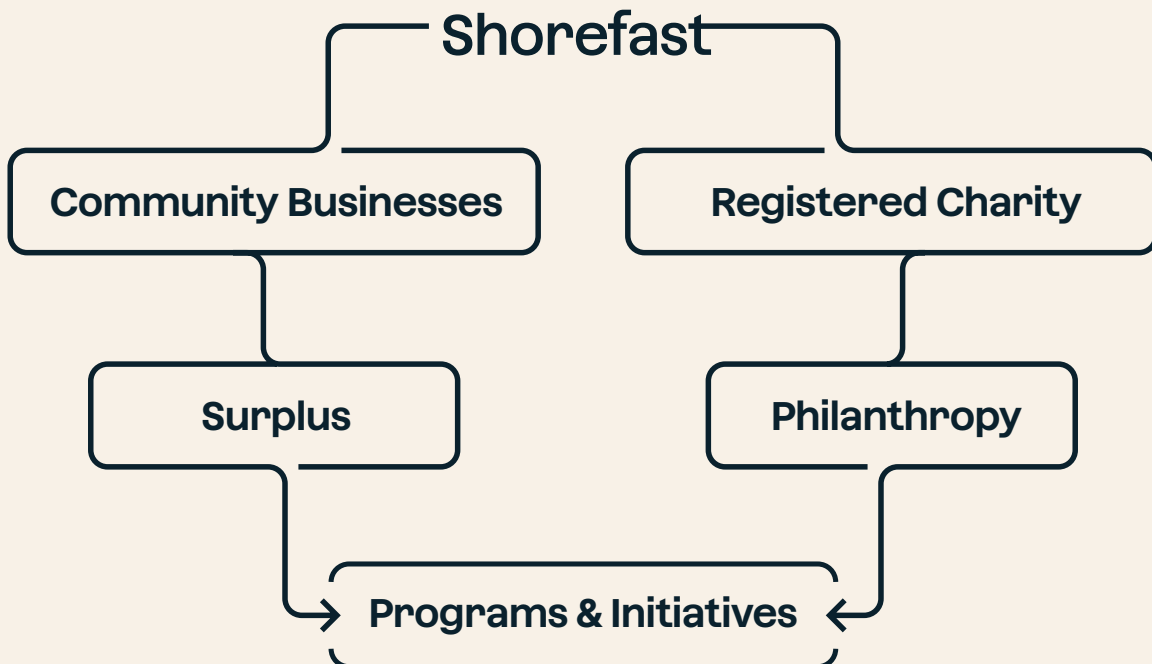 Shorefast
Community Businesses
Registered Charity
Surplus
Philanthropy
Programs & Initiatives